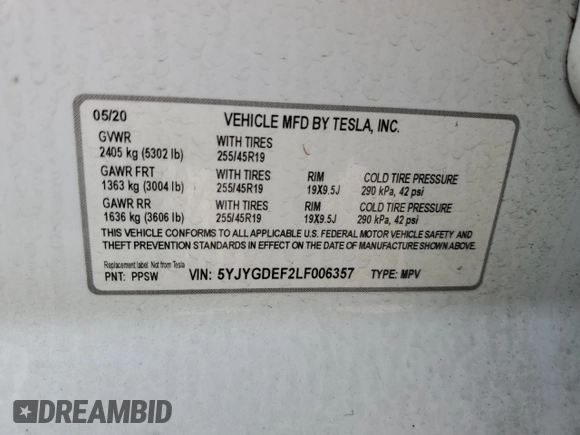 05/20 VEHICLE MFD BY TESLA, INC.
GVWR WITH TIRES
2405 kg (5302 lb) 255/45R19
GAWR FRT WITH TIRES RIM COLD TIRE PRESSURE
1363 kg (3004 lb) 255/45R19 19X9.5J 290 kPa, 42 psi
GAWR RR WITH TIRES RIM COLD TIRE PRESSURE
1636 kg (3606 lb) 255/45R19 19X9.5J 290 kPa, 42 psi
THIS VEHICLE CONFORMS TO ALL APPLICABLE U.S. FEDERAL MOTOR VEHICLE SAFETY AND
THEFT PREVENTION STANDARDS IN EFFECT ON THE DATE OF MANUFACTURE SHOWN ABOVE.
Replacement label: Not from Tesla
PNT: PPSW VIN: 5YJYGDEF2LF006357 TYPE: MPV
DREAMBID